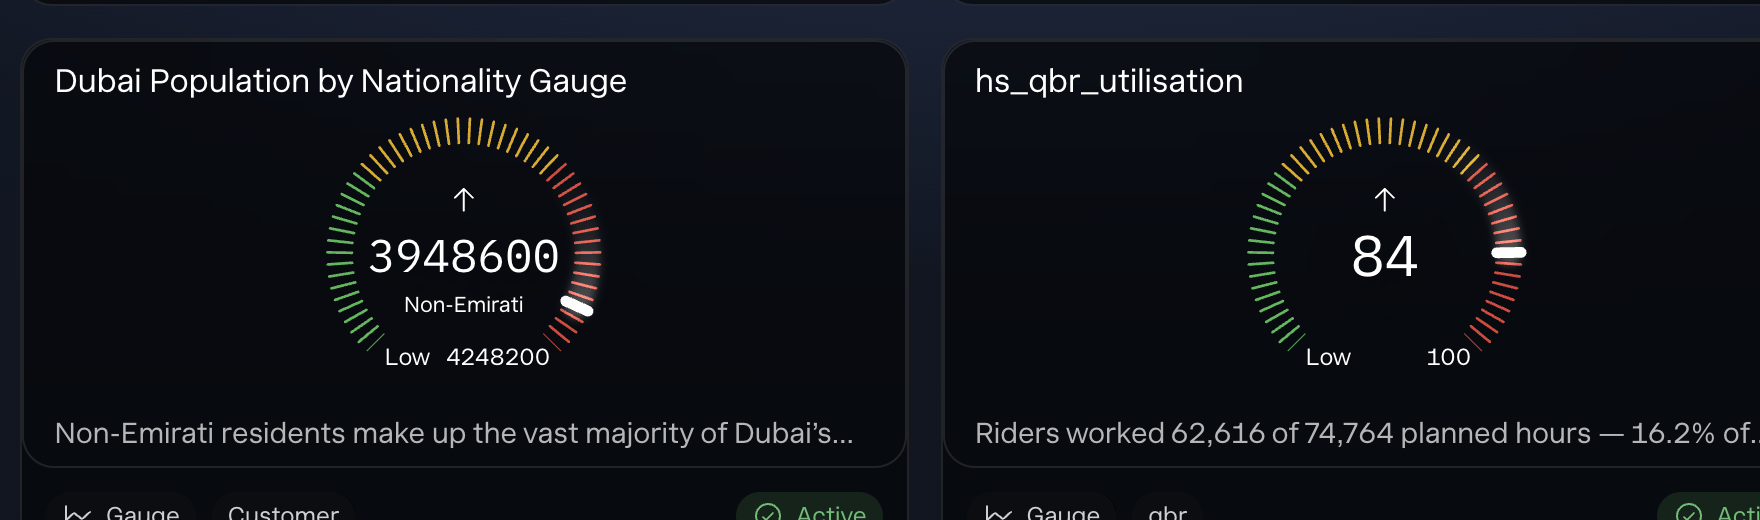 Dubai Population by Nationality Gauge
3948600
Non-Emirati
Low 4248200
Non-Emirati residents make up the vast majority of Dubai’s...
Gauge
Customer
Active
hs_qbr_utilisation
84
Low 100
Riders worked 62,616 of 74,764 planned hours — 16.2% of..
Gauge
qbr